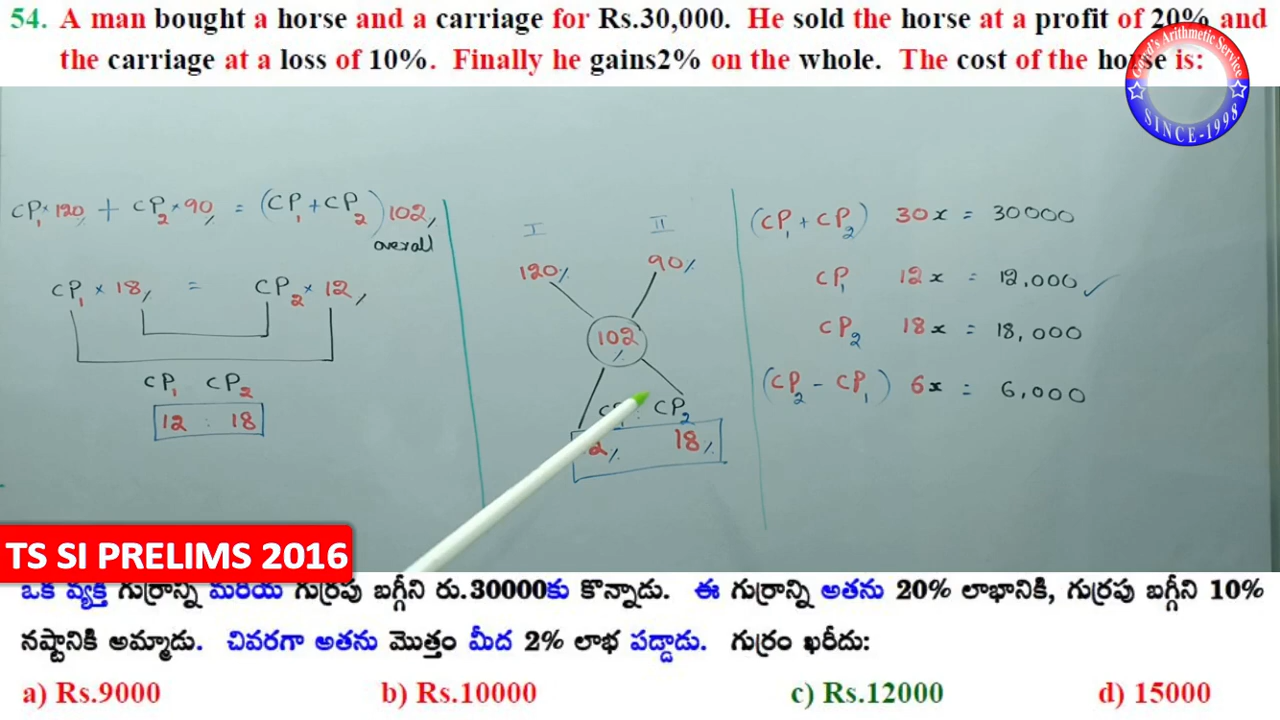 54. A man bought a horse and a carriage for Rs.30,000. He sold the horse at a profit of 20% and
the carriage at a loss of 10%. Finally he gains2% on the whole. The cost of the horse is:
Arithmetic Service
SINCE-1998
CP₁ × 120% + CP₂ × 90% = (CP₁ + CP₂) 102%
overall
CP₁ × 18% = CP₂ × 12%
CP₁ CP₂
12 : 18
I II
120% 90%
102%
CP₂
2% 18%
(CP₁ + CP₂) 30x = 30000
CP₁ 12x = 12,000 ✓
CP₂ 18x = 18,000
(CP₂ - CP₁) 6x = 6,000
TS SI PRELIMS 2016
ఒక వ్యక్తి గుర్రాన్ని మరియు గుర్రపు బగ్గీని రు.30000కు కొన్నాడు. ఈ గుర్రాన్ని అతను 20% లాభానికి, గుర్రపు బగ్గీని 10%
నష్టానికి అమ్మాడు. చివరగా అతను మొత్తం మీద 2% లాభ పడ్డాడు. గుర్రం ఖరీదు:
a) Rs.9000 b) Rs.10000 c) Rs.12000 d) 15000